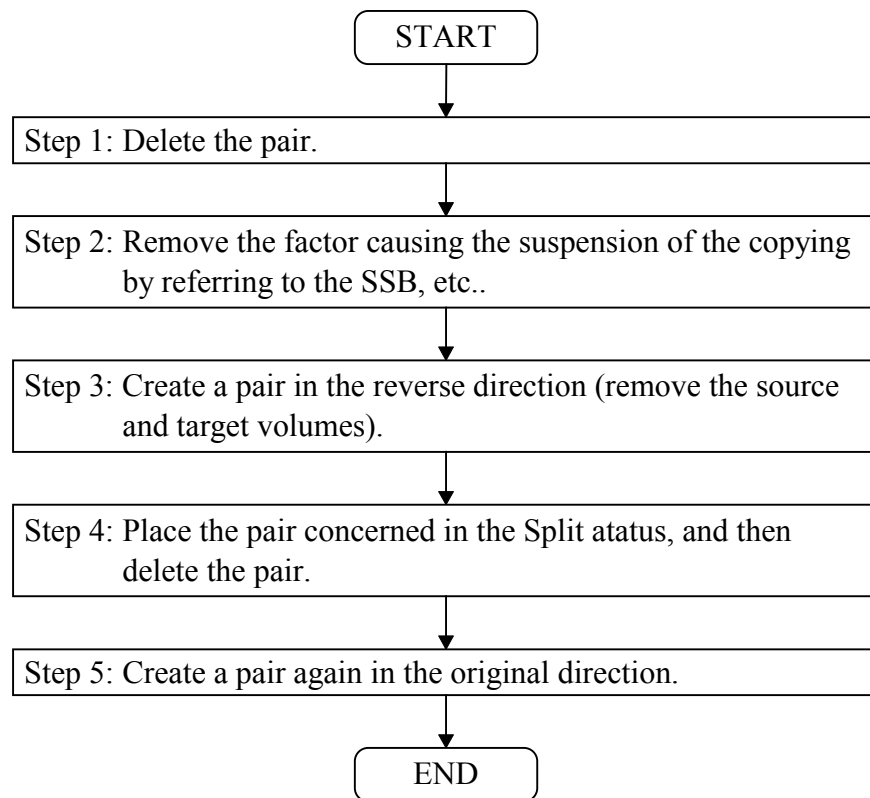 START
Step 1: Delete the pair.
Step 2: Remove the factor causing the suspension of the copying
by referring to the SSB, etc..
Step 3: Create a pair in the reverse direction (remove the source
and target volumes).
Step 4: Place the pair concerned in the Split atatus, and then
delete the pair.
Step 5: Create a pair again in the original direction.
END